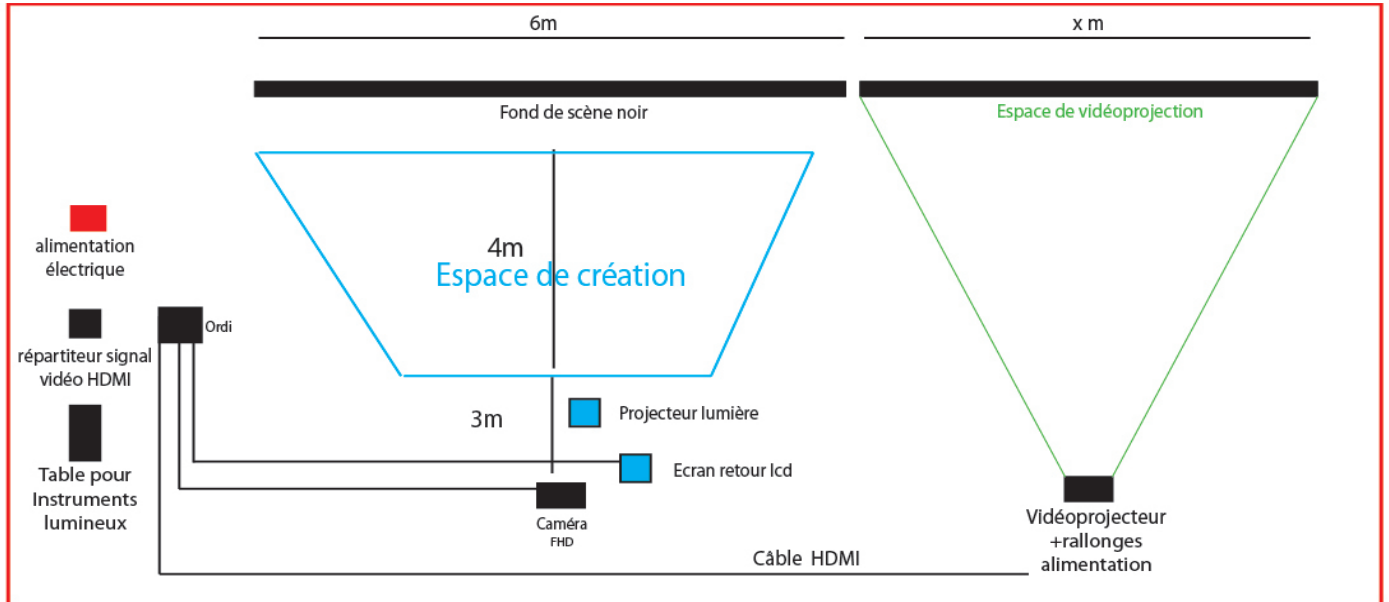 6m
x m
Fond de scène noir
Espace de vidéoprojection
alimentation
électrique
4m
Espace de création
Ordi
répartiteur signal
vidéo HDMI
3m
Projecteur lumière
Table pour
Instruments
lumineux
Ecran retour lcd
Caméra
FHD
Vidéoprojecteur
+rallonges
alimentation
Câble HDMI